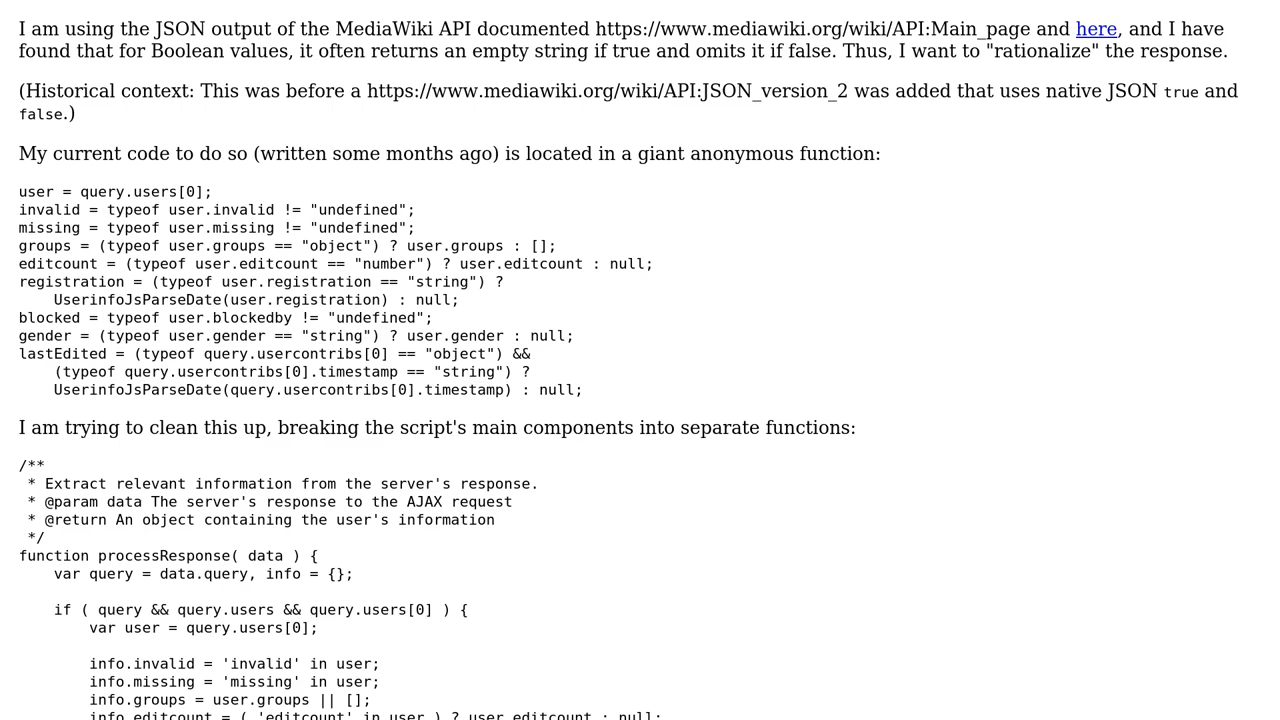 I am using the JSON output of the MediaWiki API documented https://www.mediawiki.org/wiki/API:Main_page and here, and I have
found that for Boolean values, it often returns an empty string if true and omits it if false. Thus, I want to "rationalize" the response.
(Historical context: This was before a https://www.mediawiki.org/wiki/API:JSON_version_2 was added that uses native JSON true and
false.)
My current code to do so (written some months ago) is located in a giant anonymous function:
user = query.users[0];
invalid = typeof user.invalid != "undefined";
missing = typeof user.missing != "undefined";
groups = (typeof user.groups == "object") ? user.groups : [];
editcount = (typeof user.editcount == "number") ? user.editcount : null;
registration = (typeof user.registration == "string") ?
    UserinfoJsParseDate(user.registration) : null;
blocked = typeof user.blockedby != "undefined";
gender = (typeof user.gender == "string") ? user.gender : null;
lastEdited = (typeof query.usercontribs[0] == "object") &&
    (typeof query.usercontribs[0].timestamp == "string") ?
    UserinfoJsParseDate(query.usercontribs[0].timestamp) : null;
I am trying to clean this up, breaking the script's main components into separate functions:
/**
 * Extract relevant information from the server's response.
 * @param data The server's response to the AJAX request
 * @return An object containing the user's information
 */
function processResponse( data ) {
    var query = data.query, info = {};
    if ( query && query.users && query.users[0] ) {
        var user = query.users[0];
        info.invalid = 'invalid' in user;
        info.missing = 'missing' in user;
        info.groups = user.groups || [];
        info.editcount = ( 'editcount' in user ) ? user.editcount : null;